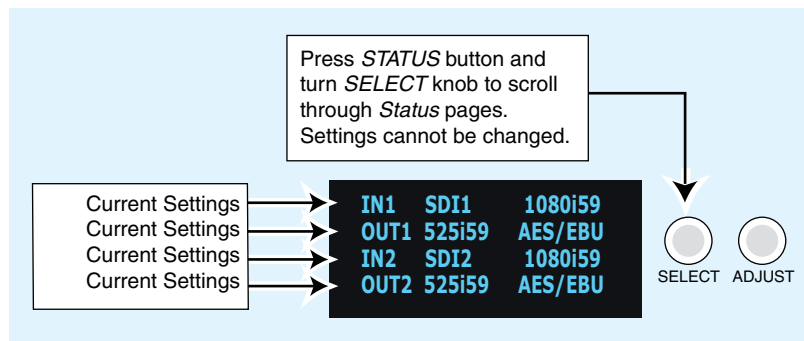 Press STATUS button and
turn SELECT knob to scroll
through Status pages.
Settings cannot be changed.
Current Settings
Current Settings
Current Settings
Current Settings
IN1 SDI1 1080i59
OUT1 525i59 AES/EBU
IN2 SDI2 1080i59
OUT2 525i59 AES/EBU
SELECT ADJUST